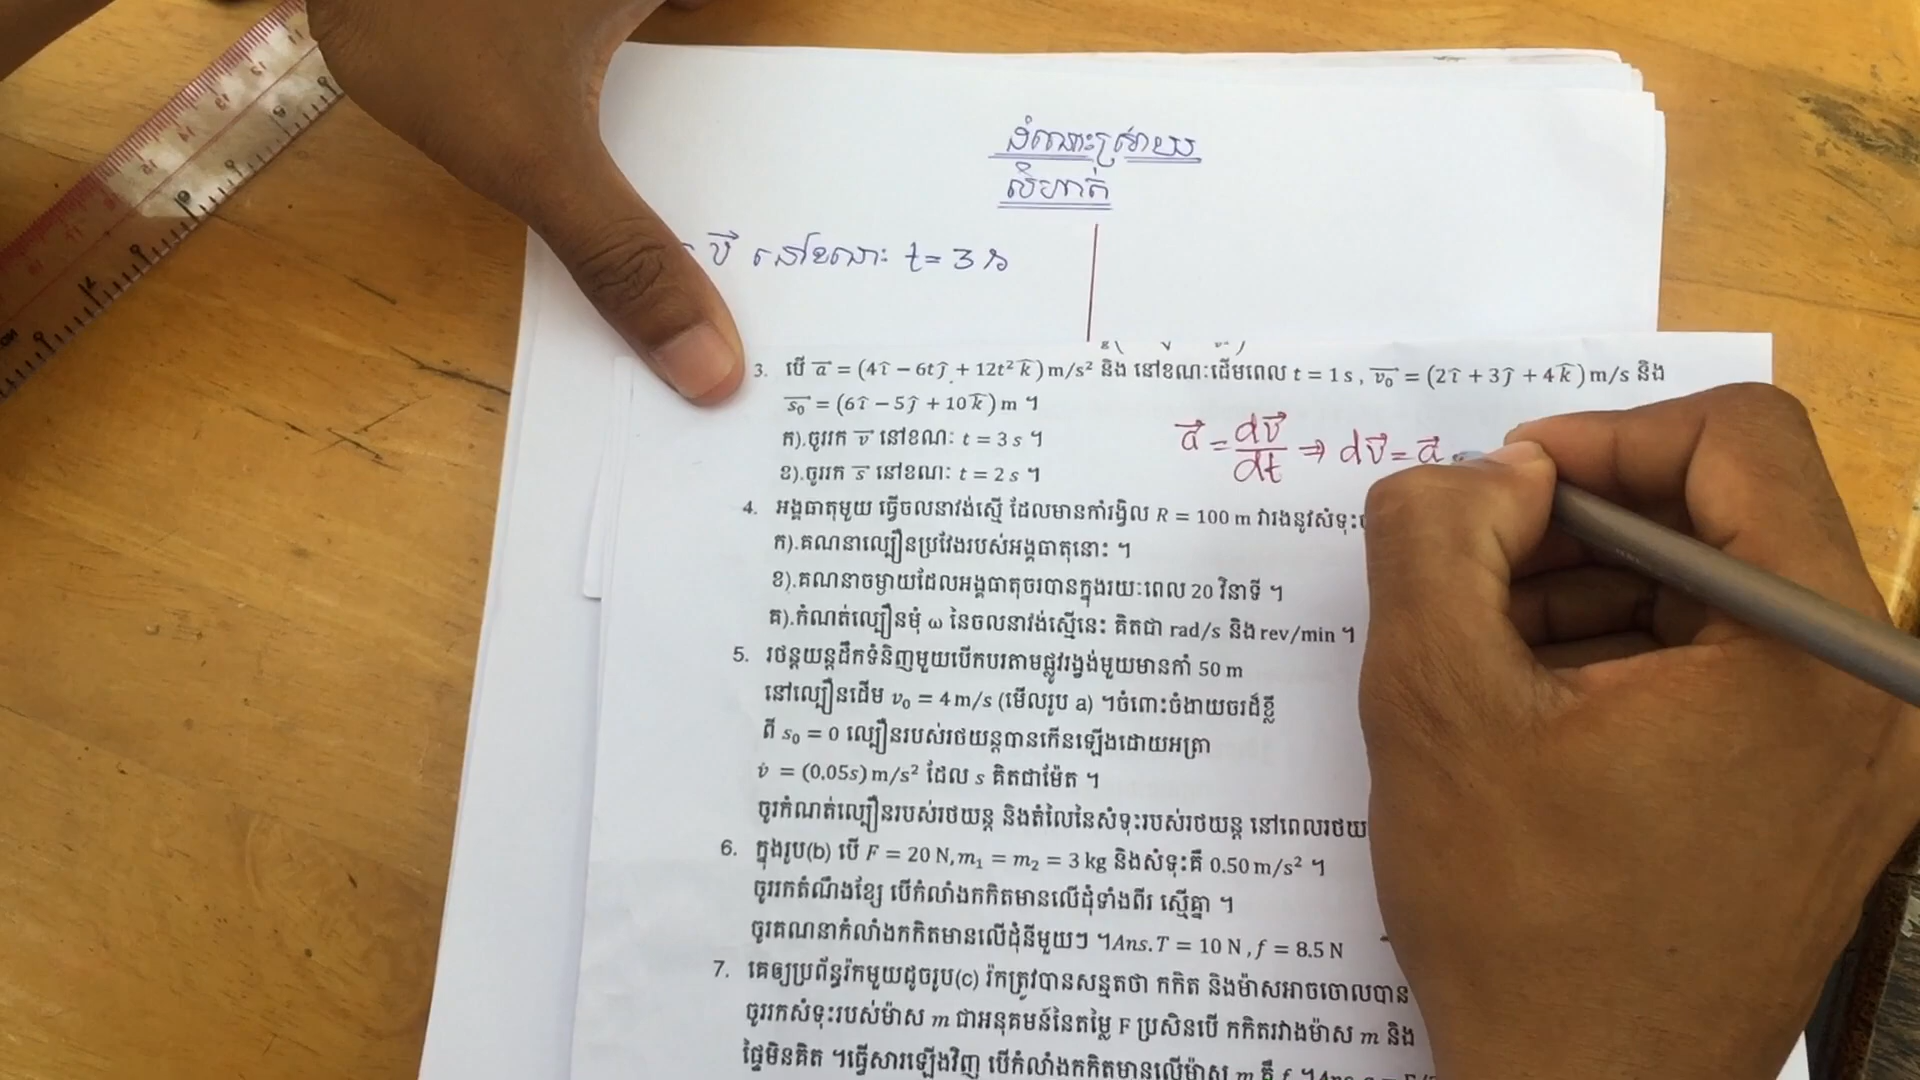 ដំណោះស្រាយ
លំហាត់
v⃗ នៅខណៈ t = 3 s
3. បើ a⃗ = (4i⃗ − 6tj⃗ + 12t²k⃗) m/s² និង នៅខណៈដើមពេល t = 1 s , v₀⃗ = (2i⃗ + 3j⃗ + 4k⃗) m/s និង
s₀⃗ = (6i⃗ − 5j⃗ + 10k⃗) m ។
a⃗ = dv⃗/dt ⇒ dv⃗ = a⃗
ក).ចូររក v⃗ នៅខណៈ t = 3 s ។
ខ).ចូររក s⃗ នៅខណៈ t = 2 s ។
4. អង្គធាតុមួយ ធ្វើចលនាវង់ស្មើ ដែលមានកាំរង្វិល R = 100 m វារងនូវសំទុះ
ក).គណនាល្បឿនប្រវែងរបស់អង្គធាតុនោះ ។
ខ).គណនាចម្ងាយដែលអង្គធាតុចរបានក្នុងរយៈពេល 20 វិនាទី ។
គ).កំណត់ល្បឿនមុំ ω នៃចលនាវង់ស្មើនេះ គិតជា rad/s និង rev/min ។
5. រថន្តយន្តដឹកទំនិញមួយបើកបរតាមផ្លូវរង្វង់មួយមានកាំ 50 m
នៅល្បឿនដើម v₀ = 4 m/s (មើលរូប a) ។ចំពោះចំងាយចរដ៏ខ្លី
ពី s₀ = 0 ល្បឿនរបស់រថយន្តបានកើនឡើងដោយអត្រា
v̇ = (0.05s) m/s² ដែល s គិតជាម៉ែត ។
ចូរកំណត់ល្បឿនរបស់រថយន្ត និងតំលៃនៃសំទុះរបស់រថយន្ត នៅពេលរថយ
6. ក្នុងរូប(b) បើ F = 20 N, m₁ = m₂ = 3 kg និងសំទុះគឺ 0.50 m/s² ។
ចូររកតំណឹងខ្សែ បើកំលាំងកកិតមានលើដុំទាំងពីរ ស្មើគ្នា ។
ចូរគណនាកំលាំងកកិតមានលើដុំនីមួយៗ ។Ans. T = 10 N , f = 8.5 N
7. គេឲ្យប្រព័ន្ធរ៉កមួយដូចរូប(c) រ៉កត្រូវបានសន្មតថា កកិត និងម៉ាសអាចចោលបាន
ចូររកសំទុះរបស់ម៉ាស m ជាអនុគមន៍នៃតម្លៃ F ប្រសិនបើ កកិតរវាងម៉ាស m និង
ផ្ទៃមិនគិត ។ធ្វើសារឡើងវិញ បើកំលាំងកកិតមានលើម៉ាស m គឺ f ។